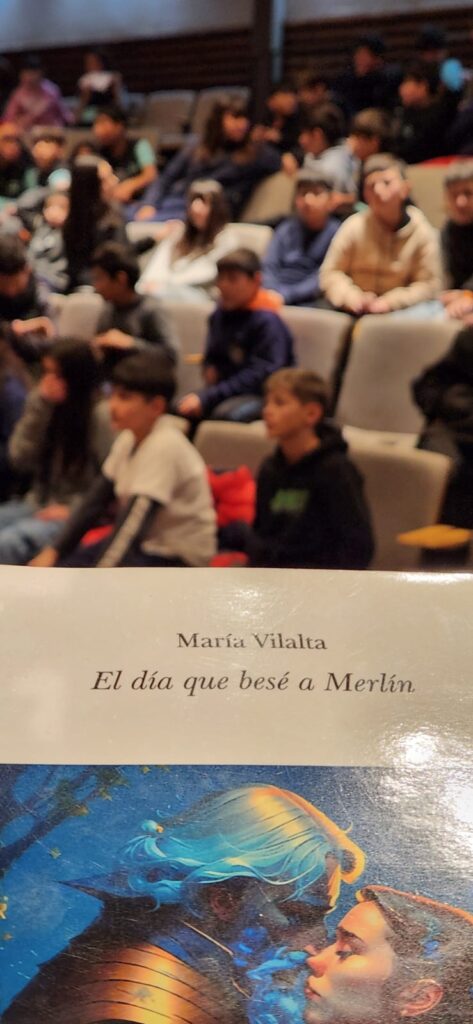 María Vilalta
El día que besé a Merlín